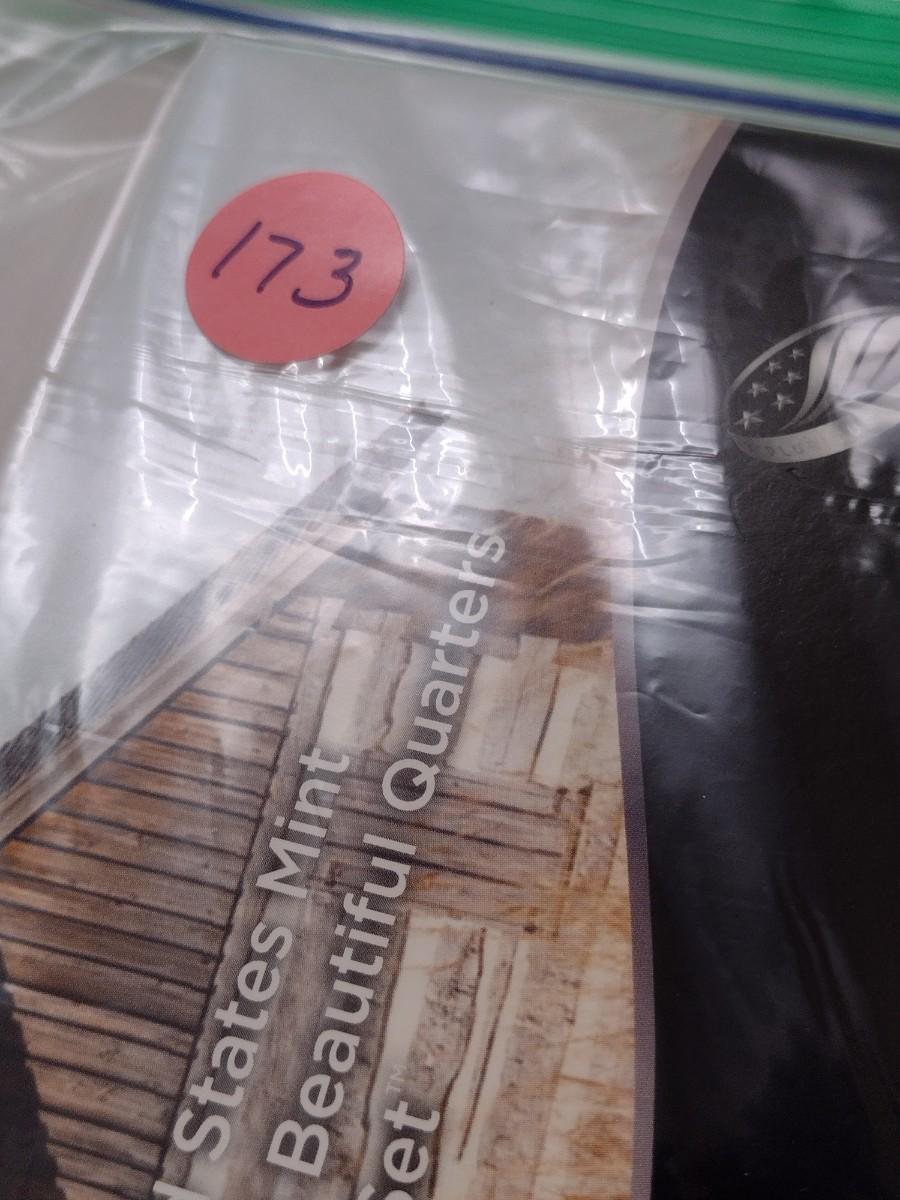 173
States Mint
Beautiful Quarters
Set™